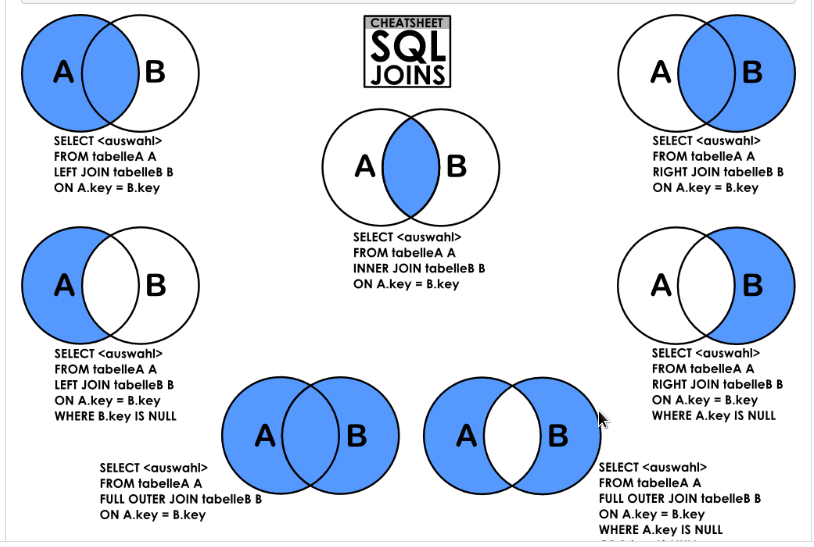 CHEATSHEET
SQL
JOINS
A B
SELECT <auswahl>
FROM tabelleA A
LEFT JOIN tabelleB B
ON A.key = B.key
A B
SELECT <auswahl>
FROM tabelleA A
INNER JOIN tabelleB B
ON A.key = B.key
A B
SELECT <auswahl>
FROM tabelleA A
RIGHT JOIN tabelleB B
ON A.key = B.key
A B
SELECT <auswahl>
FROM tabelleA A
LEFT JOIN tabelleB B
ON A.key = B.key
WHERE B.key IS NULL
A B
SELECT <auswahl>
FROM tabelleA A
RIGHT JOIN tabelleB B
ON A.key = B.key
WHERE A.key IS NULL
A B
SELECT <auswahl>
FROM tabelleA A
FULL OUTER JOIN tabelleB B
ON A.key = B.key
A B
SELECT <auswahl>
FROM tabelleA A
FULL OUTER JOIN tabelleB B
ON A.key = B.key
WHERE A.key IS NULL